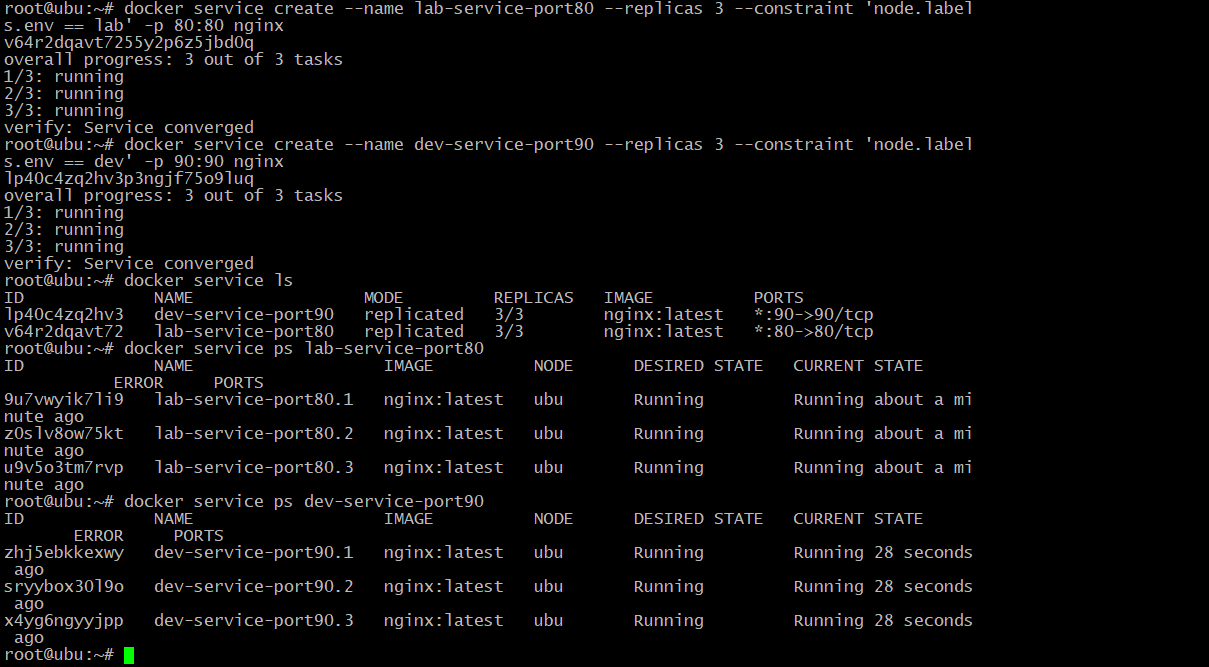 root@ubu:~# docker service create --name lab-service-port80 --replicas 3 --constraint 'node.label
s.env == lab' -p 80:80 nginx
v64r2dqavt7255y2p6z5jbd0q
overall progress: 3 out of 3 tasks
1/3: running
2/3: running
3/3: running
verify: Service converged
root@ubu:~# docker service create --name dev-service-port90 --replicas 3 --constraint 'node.label
s.env == dev' -p 90:90 nginx
lp40c4zq2hv3p3ngjf75o9luq
overall progress: 3 out of 3 tasks
1/3: running
2/3: running
3/3: running
verify: Service converged
root@ubu:~# docker service ls
ID             NAME                 MODE         REPLICAS   IMAGE          PORTS
lp40c4zq2hv3   dev-service-port90   replicated   3/3        nginx:latest   *:90->90/tcp
v64r2dqavt72   lab-service-port80   replicated   3/3        nginx:latest   *:80->80/tcp
root@ubu:~# docker service ps lab-service-port80
ID             NAME                   IMAGE          NODE      DESIRED STATE   CURRENT STATE
           ERROR     PORTS
9u7vwyik7li9   lab-service-port80.1   nginx:latest   ubu       Running         Running about a mi
nute ago
z0slv8ow75kt   lab-service-port80.2   nginx:latest   ubu       Running         Running about a mi
nute ago
u9v5o3tm7rvp   lab-service-port80.3   nginx:latest   ubu       Running         Running about a mi
nute ago
root@ubu:~# docker service ps dev-service-port90
ID             NAME                   IMAGE          NODE      DESIRED STATE   CURRENT STATE
       ERROR     PORTS
zhj5ebkkexwy   dev-service-port90.1   nginx:latest   ubu       Running         Running 28 seconds
 ago
sryybox30l9o   dev-service-port90.2   nginx:latest   ubu       Running         Running 28 seconds
 ago
x4yg6ngyyjpp   dev-service-port90.3   nginx:latest   ubu       Running         Running 28 seconds
 ago
root@ubu:~#